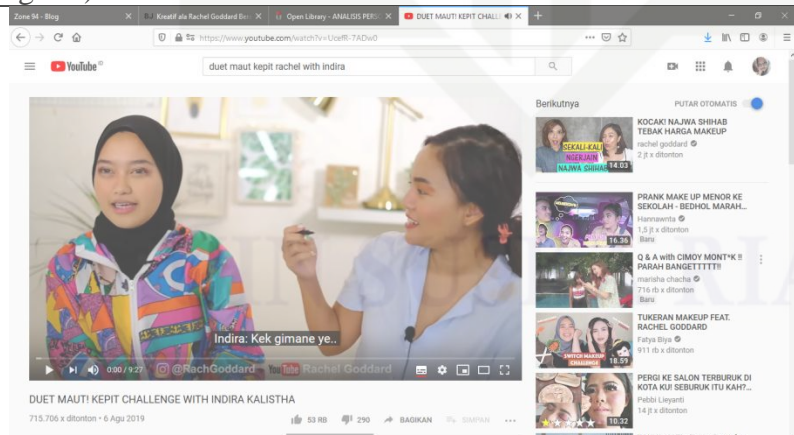 Zone 94 - Blog
Kreatif ala Rachel Goddard Ber
Open Library - ANALISIS PERS
DUET MAUT! KEPIT CHALL
https://www.youtube.com/watch?v=UcefR-7ADw0
YouTube ID
duet maut kepit rachel with indira
Berikutnya
PUTAR OTOMATIS
SEKALI-KALI
NGERJAIN
NAJWA SHIHAB
14.03
KOCAK! NAJWA SHIHAB
TEBAK HARGA MAKEUP
rachel goddard
2 jt x ditonton
16.36
PRANK MAKE UP MENOR KE
SEKOLAH - BEDHOL MARAH...
Hannawnta
1,5 jt x ditonton
Baru
Q & A with CIMOY MONT*K !!
PARAH BANGETTTTT!!
marisha chacha
716 rb x ditonton
Baru
SWITCH MAKEUP
CHALLENGE
18.59
TUKERAN MAKEUP FEAT.
RACHEL GODDARD
Fatya Biya
911 rb x ditonton
10.32
PERGI KE SALON TERBURUK DI
KOTA KU! SEBURUK ITU KAH?...
Pebbi Lieyanti
14 jt x ditonton
Indira: Kek gimane ye..
0:00 / 9:27
@RachGoddard
YouTube Rachel Goddard
DUET MAUT! KEPIT CHALLENGE WITH INDIRA KALISTHA
715.706 x ditonton • 6 Agu 2019
53 RB
290
BAGIKAN
SIMPAN